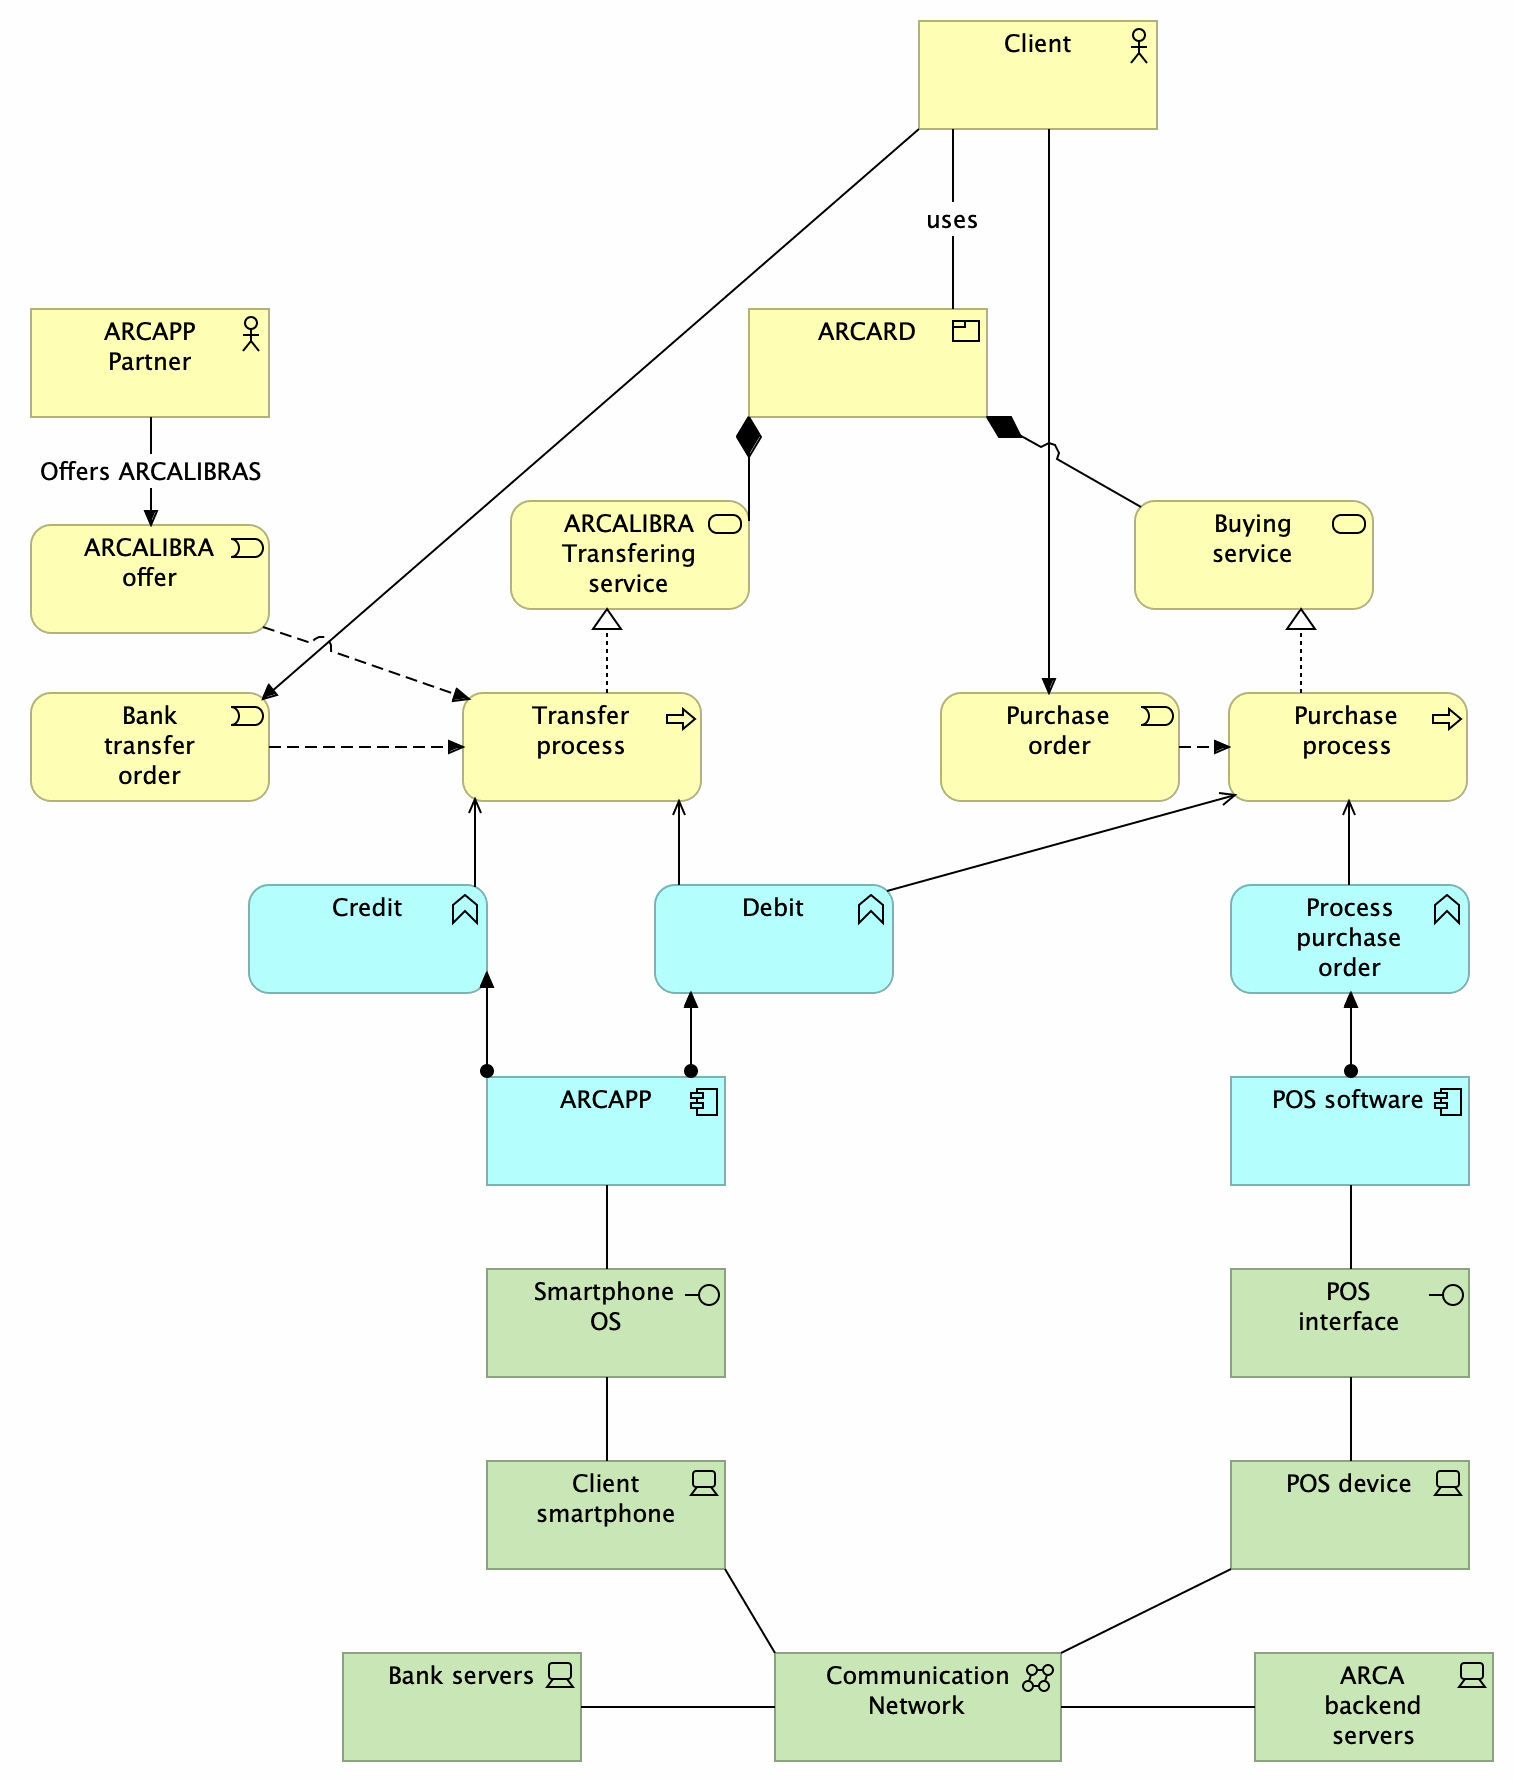 Client
uses
ARCAPP
Partner
ARCARD
Offers ARCALIBRAS
ARCALIBRA
offer
ARCALIBRA
Transfering
service
Buying
service
Bank
transfer
order
Transfer
process
Purchase
order
Purchase
process
Credit
Debit
Process
purchase
order
ARCAPP
POS software
Smartphone
OS
POS
interface
Client
smartphone
POS device
Bank servers
Communication
Network
ARCA
backend
servers